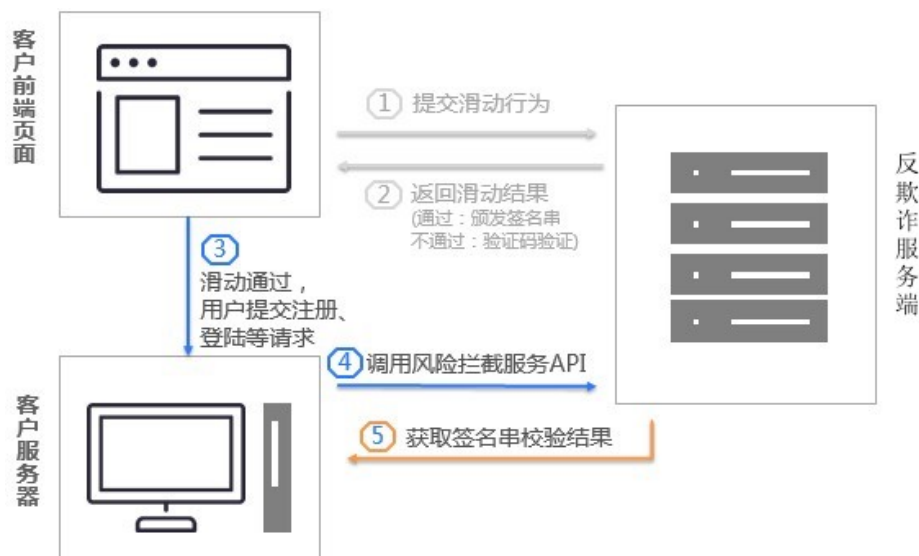 客户前端页面
① 提交滑动行为
② 返回滑动结果
(通过：颁发签名串
不通过：验证码验证)
反欺诈服务端
③
滑动通过，
用户提交注册、
登陆等请求
④ 调用风险拦截服务API
客户服务器
⑤ 获取签名串校验结果